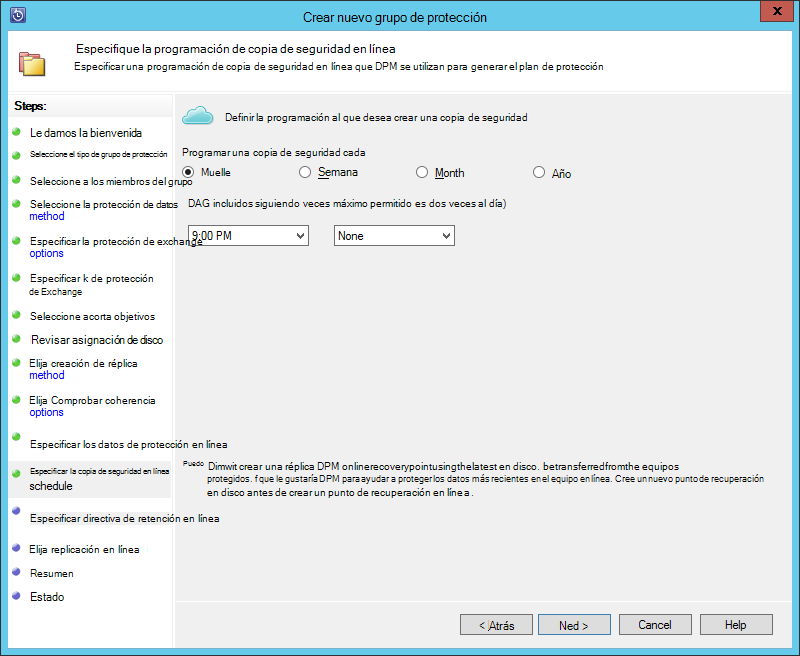 Crear nuevo grupo de protección
X
Especifique la programación de copia de seguridad en línea
Especificar una programación de copia de seguridad en línea que DPM se utilizan para generar el plan de protección
Steps:
Le damos la bienvenida
Seleccione el tipo de grupo de protección
Seleccione a los miembros del grupo
Seleccione la protección de datos
method
Especificar la protección de exchange
options
Especificar k de protección
de Exchange
Seleccione acorta objetivos
Revisar asignación de disco
Elija creación de réplica
method
Elija Comprobar coherencia
options
Especificar los datos de protección en línea
Especificar la copia de seguridad en línea
schedule
Especificar directiva de retención en línea
Elija replicación en línea
Resumen
Estado
Definir la programación al que desea crear una copia de seguridad
Programar una copia de seguridad cada
Muelle Semana Month Año
DAG incluidos siguiendo veces máximo permitido es dos veces al día)
9:00 PM None
Puedo Dimwit crear una réplica DPM onlinerecoverypointusingthelatest en disco. betransferredfromthe equipos
protegidos. f que le gustaría DPM para ayudar a proteger los datos más recientes en el equipo en línea. Cree un nuevo punto de recuperación
en disco antes de crear un punto de recuperación en línea.
< Atrás Ned > Cancel Help